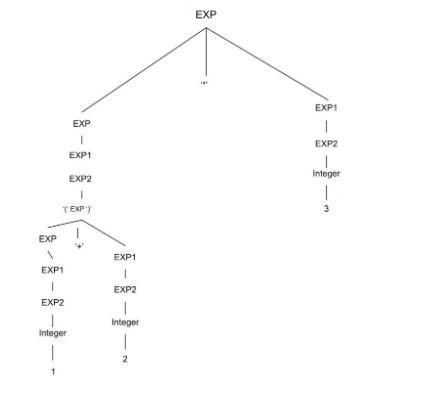 EXP
EXP EXP1
EXP1 EXP2
EXP2 Integer
'(' EXP ')' 3
EXP '+' EXP1
EXP1 EXP2
EXP2 Integer
Integer 2
1